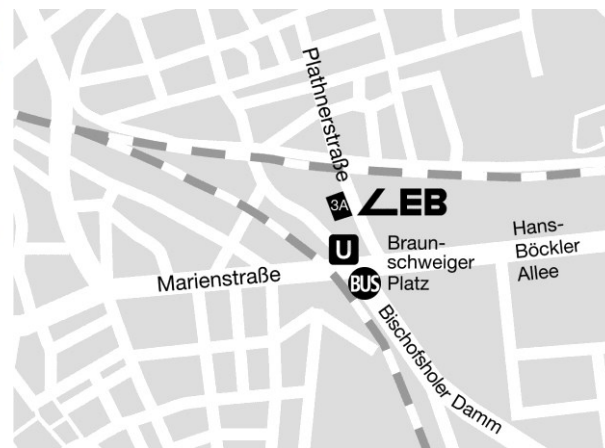 Plathnerstraße
3A
LEB
U
Braun-
schweiger
Platz
Hans-
Böckler
Allee
Marienstraße
BUS
Bischofsholer Damm